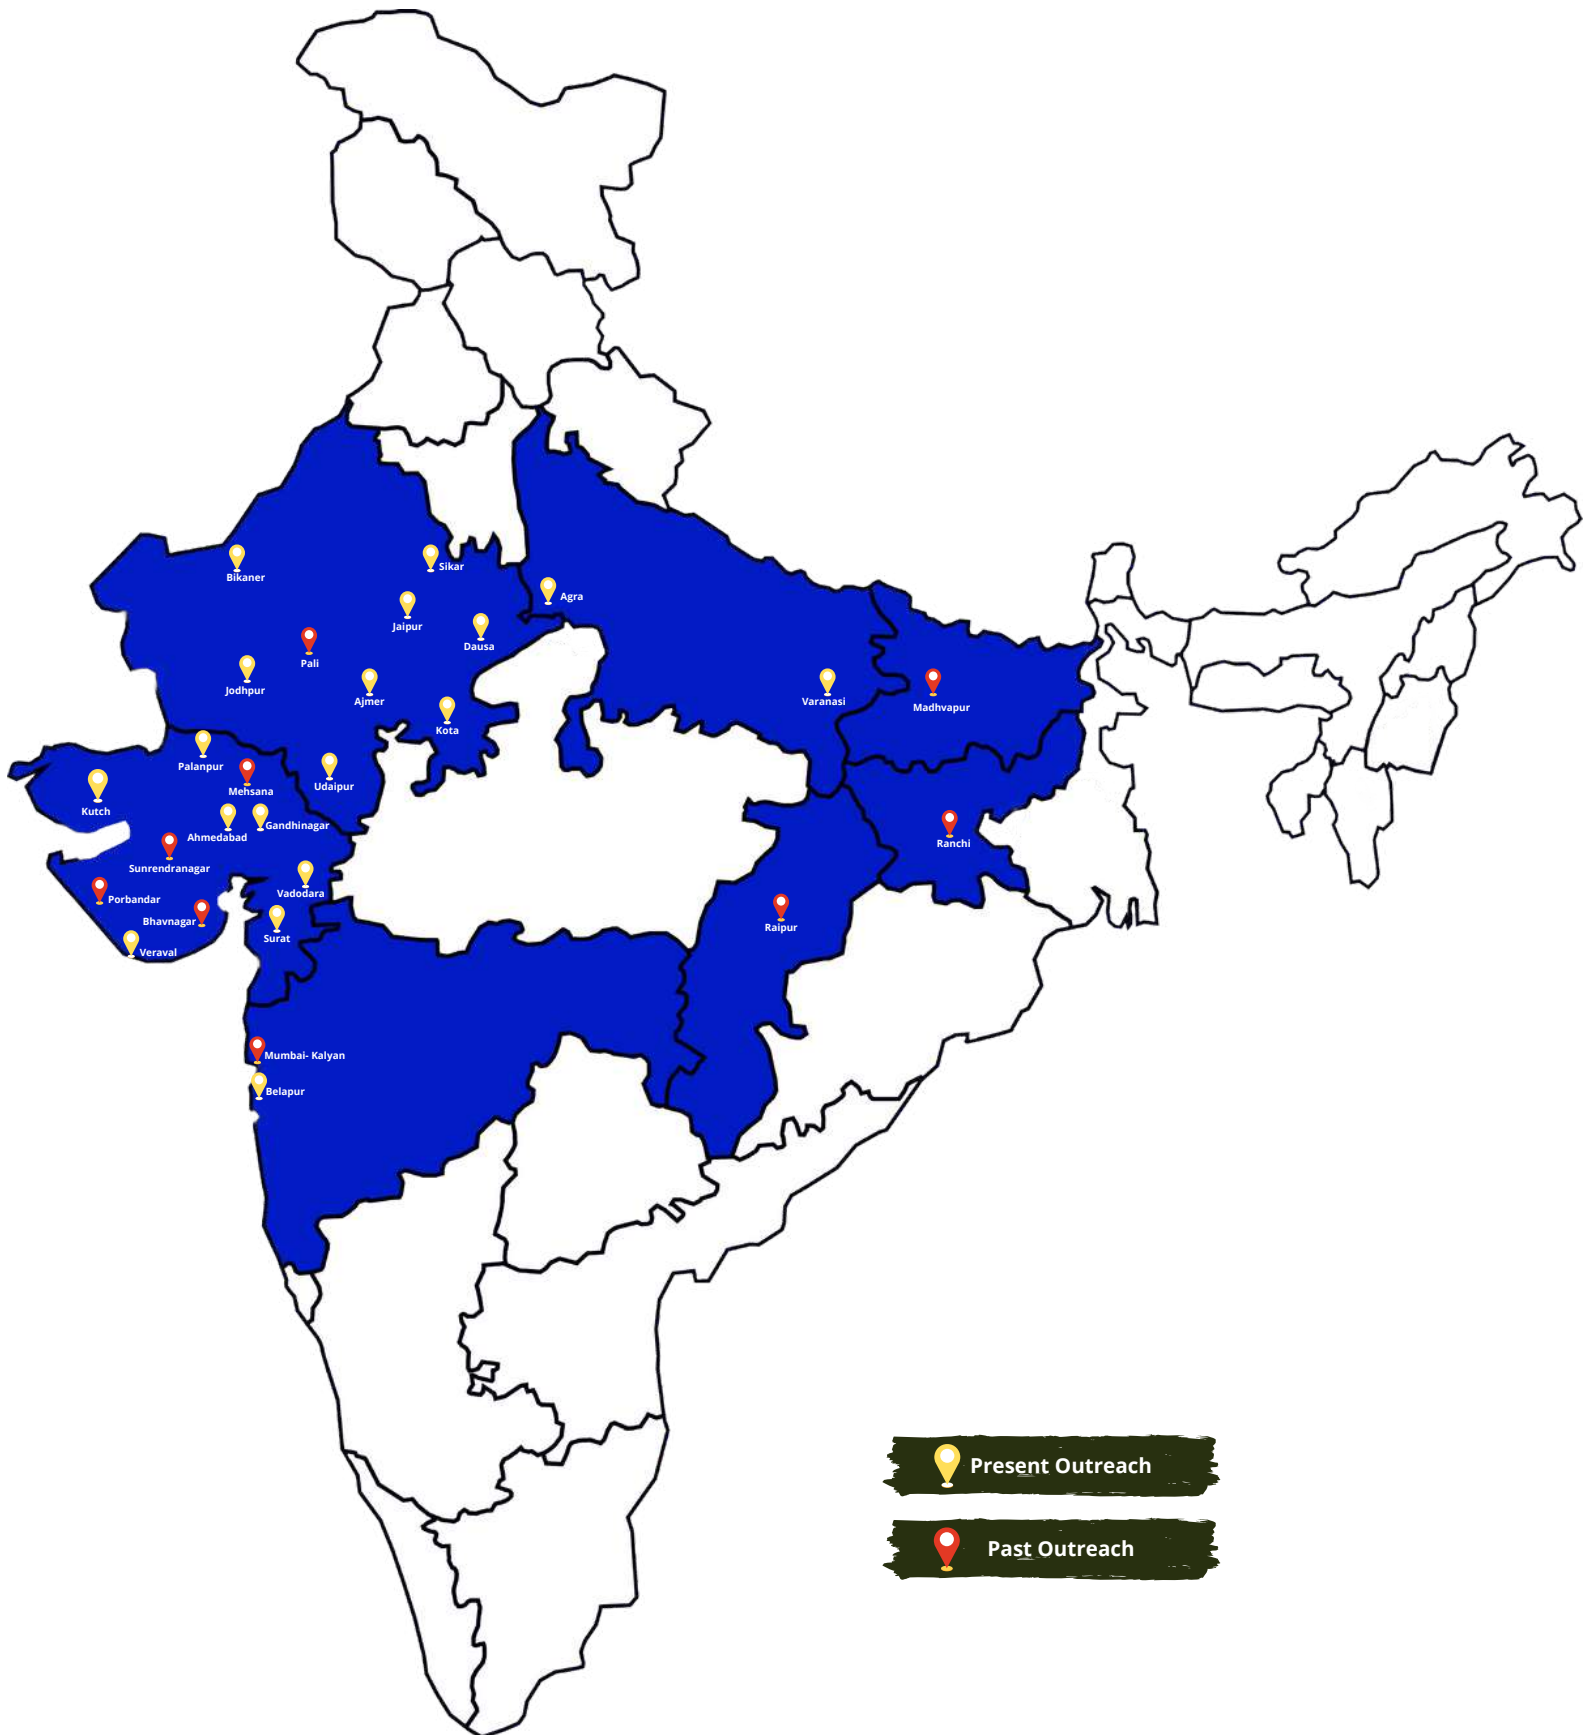 Bikaner
Sikar
Agra
Jaipur
Dausa
Pali
Jodhpur
Ajmer
Varanasi
Madhvapur
Kota
Palanpur
Udaipur
Mehsana
Kutch
Gandhinagar
Ahmedabad
Ranchi
Sunrendranagar
Vadodara
Porbandar
Bhavnagar
Raipur
Surat
Veraval
Mumbai- Kalyan
Belapur
Present Outreach
Past Outreach